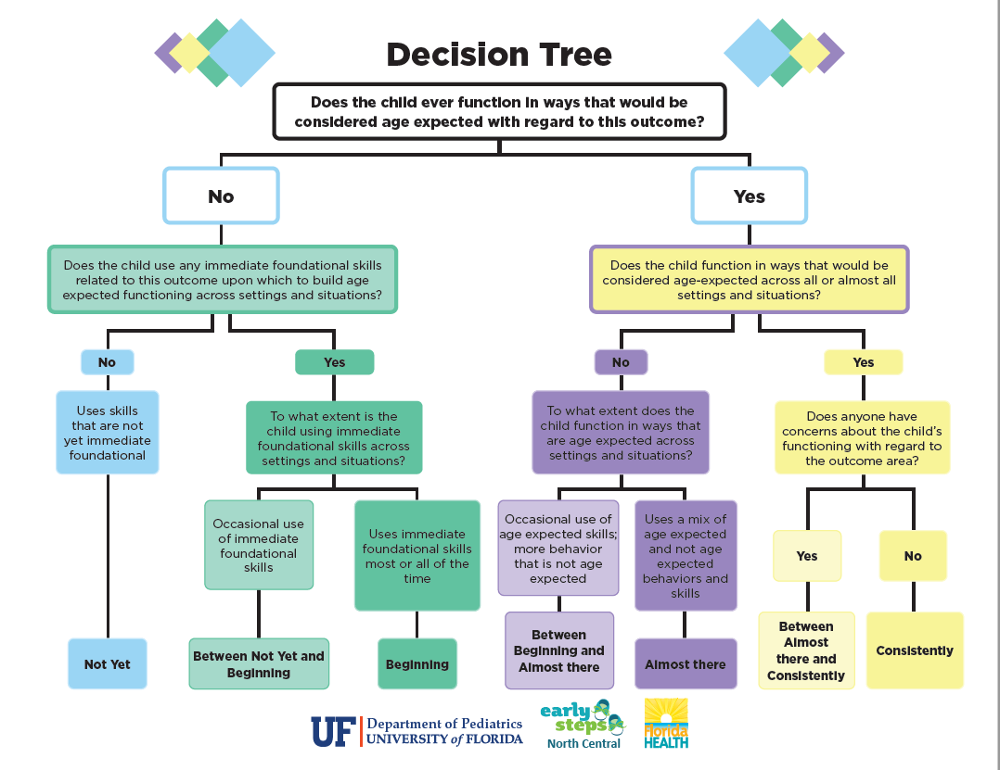 Decision Tree
Does the child ever function in ways that would be
considered age expected with regard to this outcome?
No
Yes
Does the child use any immediate foundational skills
related to this outcome upon which to build age
expected functioning across settings and situations?
Does the child function in ways that would be
considered age-expected across all or almost all
settings and situations?
No
Yes
No
Yes
Uses skills
that are not
yet immediate
foundational
To what extent is the
child using immediate
foundational skills across
settings and situations?
To what extent does the
child function in ways that
are age expected across
settings and situations?
Does anyone have
concerns about the child's
functioning with regard to
the outcome area?
Occasional use
of immediate
foundational
skills
Uses immediate
foundational skills
most or all of the
time
Occasional use of
age expected skills;
more behavior
that is not age
expected
Uses a mix of
age expected
and not age
expected
behaviors and
skills
Yes
No
Not Yet
Between Not Yet and
Beginning
Beginning
Between
Beginning and
Almost there
Almost there
Between
Almost
there and
Consistently
Consistently
UF
Department of Pediatrics
UNIVERSITY of FLORIDA
early
steps
North Central
Florida
HEALTH